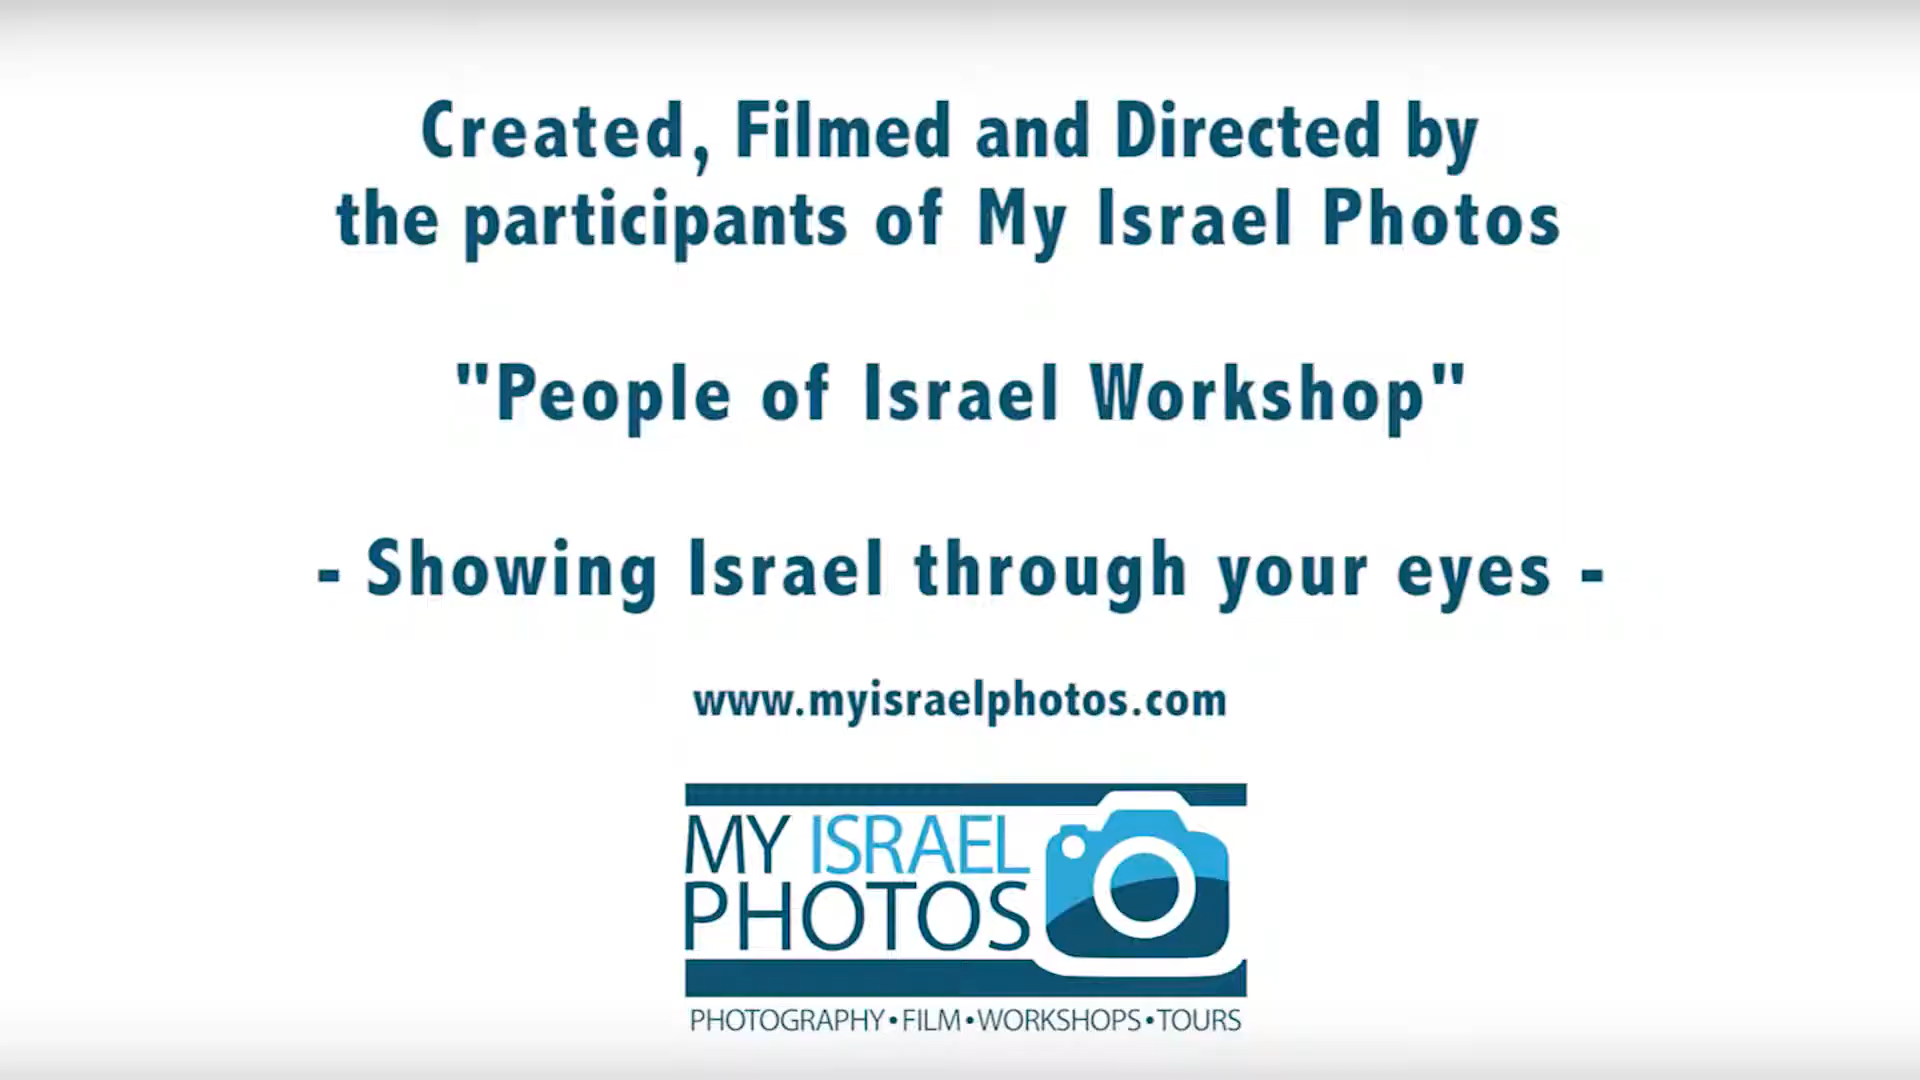 Created, Filmed and Directed by
the participants of My Israel Photos
"People of Israel Workshop"
- Showing Israel through your eyes -
www.myisraelphotos.com
MY ISRAEL
PHOTOS
PHOTOGRAPHY • FILM • WORKSHOPS • TOURS